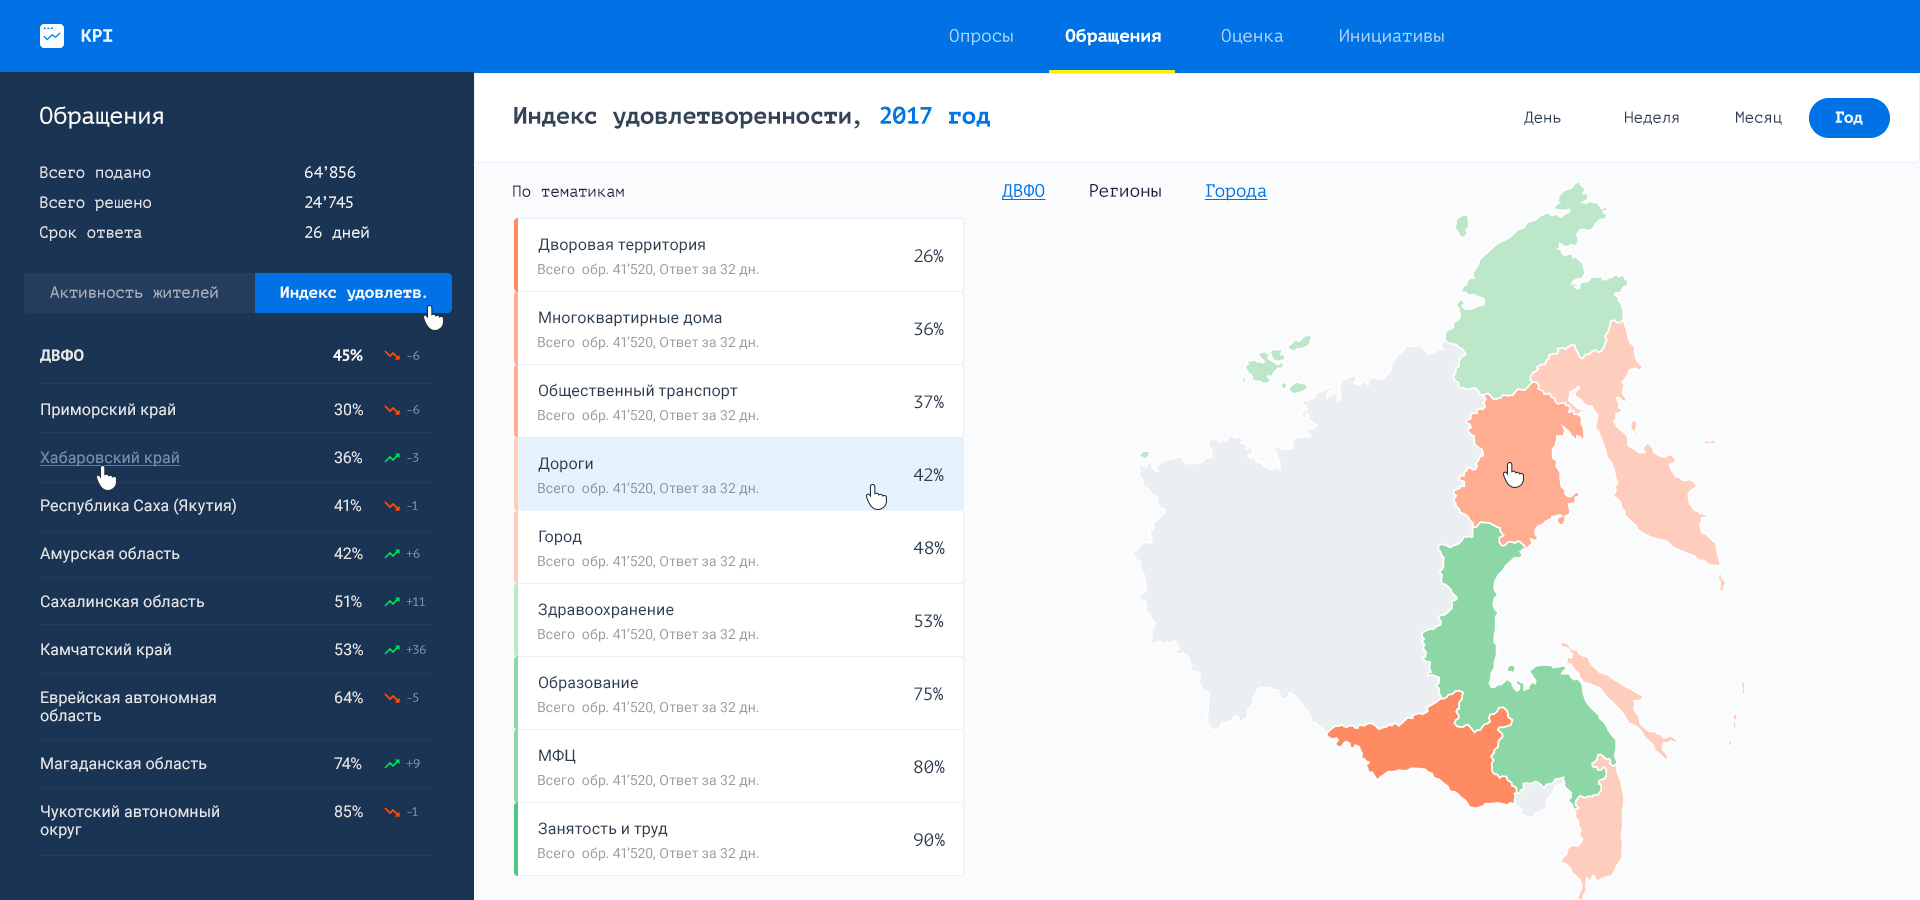 KPI
Опросы
Обращения
Оценка
Инициативы
Обращения
Всего подано 64’856
Всего решено 24’745
Срок ответа 26 дней
Активность жителей
Индекс удовлетв.
ДВФО 45% -6
Приморский край 30% -6
Хабаровский край 36% -3
Республика Саха (Якутия) 41% -1
Амурская область 42% +6
Сахалинская область 51% +11
Камчатский край 53% +36
Еврейская автономная 64% -5
область
Магаданская область 74% +9
Чукотский автономный 85% -1
округ
Индекс удовлетворенности, 2017 год
День
Неделя
Месяц
Год
По тематикам
Дворовая территория 26%
Всего обр. 41’520, Ответ за 32 дн.
Многоквартирные дома 36%
Всего обр. 41’520, Ответ за 32 дн.
Общественный транспорт 37%
Всего обр. 41’520, Ответ за 32 дн.
Дороги 42%
Всего обр. 41’520, Ответ за 32 дн.
Город 48%
Всего обр. 41’520, Ответ за 32 дн.
Здравоохранение 53%
Всего обр. 41’520, Ответ за 32 дн.
Образование 75%
Всего обр. 41’520, Ответ за 32 дн.
МФЦ 80%
Всего обр. 41’520, Ответ за 32 дн.
Занятость и труд 90%
Всего обр. 41’520, Ответ за 32 дн.
ДВФО
Регионы
Города